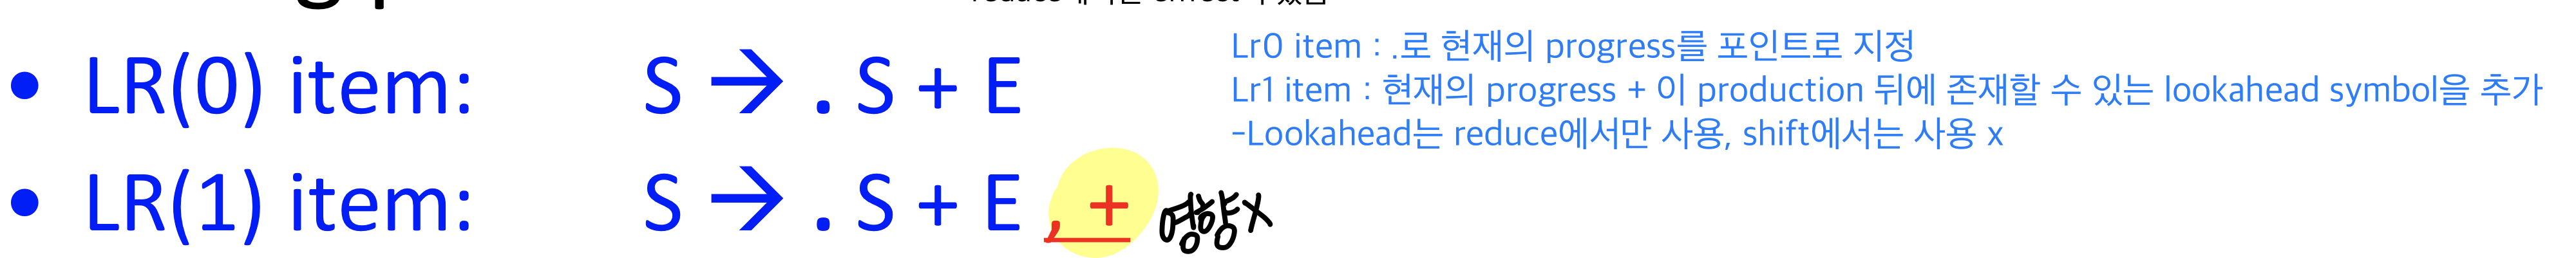 • LR(0) item: S → . S + E
Lr0 item : .로 현재의 progress를 포인트로 지정
Lr1 item : 현재의 progress + 이 production 뒤에 존재할 수 있는 lookahead symbol을 추가
-Lookahead는 reduce에서만 사용, shift에서는 사용 x
• LR(1) item: S → . S + E , + 영향X